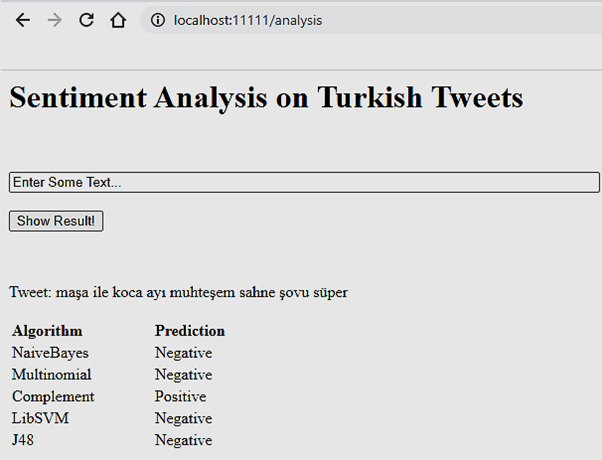 localhost:11111/analysis
Sentiment Analysis on Turkish Tweets
Enter Some Text...
Show Result!
Tweet: maşa ile koca ayı muhteşem sahne şovu süper
Algorithm Prediction
NaiveBayes Negative
Multinomial Negative
Complement Positive
LibSVM Negative
J48 Negative